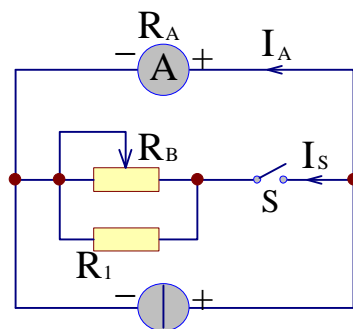 R_A
I_A
− A +
R_B
I_S
S
R_1
− +